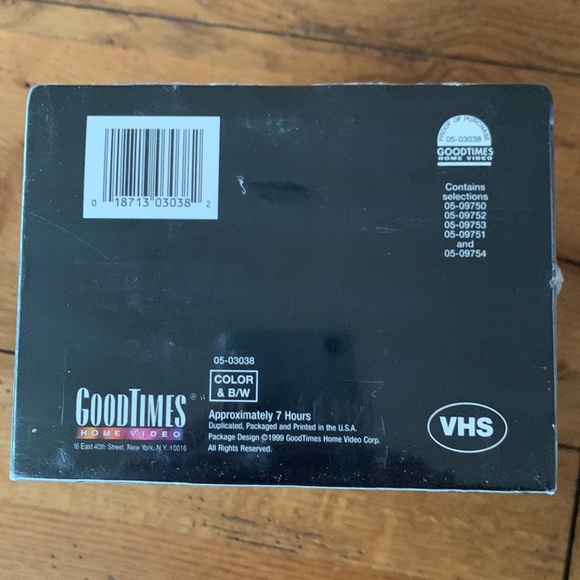 0 18713 03038 2
PROOF OF PURCHASE
05-03038
GOODTIMES
HOME VIDEO
Contains
selections
05-09750
05-09752
05-09753
05-09751
and
05-09754
05-03038
COLOR
& B/W
GOODTIMES®
HOME VIDEO
16 East 40th Street, New York, N.Y. 10016
Approximately 7 Hours
Duplicated, Packaged and Printed in the U.S.A.
Package Design ©1999 GoodTimes Home Video Corp.
All Rights Reserved.
VHS